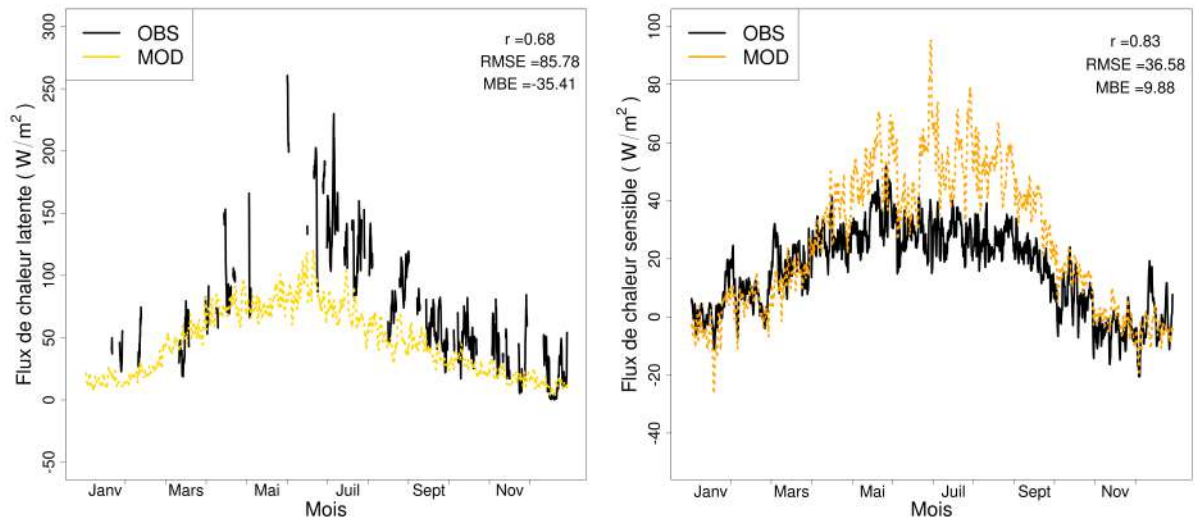 OBS
MOD
r =0.68
RMSE =85.78
MBE =-35.41
Flux de chaleur latente ( W/m² )
300
250
200
150
100
50
0
-50
Janv Mars Mai Juil Sept Nov
Mois
OBS
MOD
r =0.83
RMSE =36.58
MBE =9.88
Flux de chaleur sensible ( W/m² )
100
80
60
40
20
0
-20
-40
Janv Mars Mai Juil Sept Nov
Mois